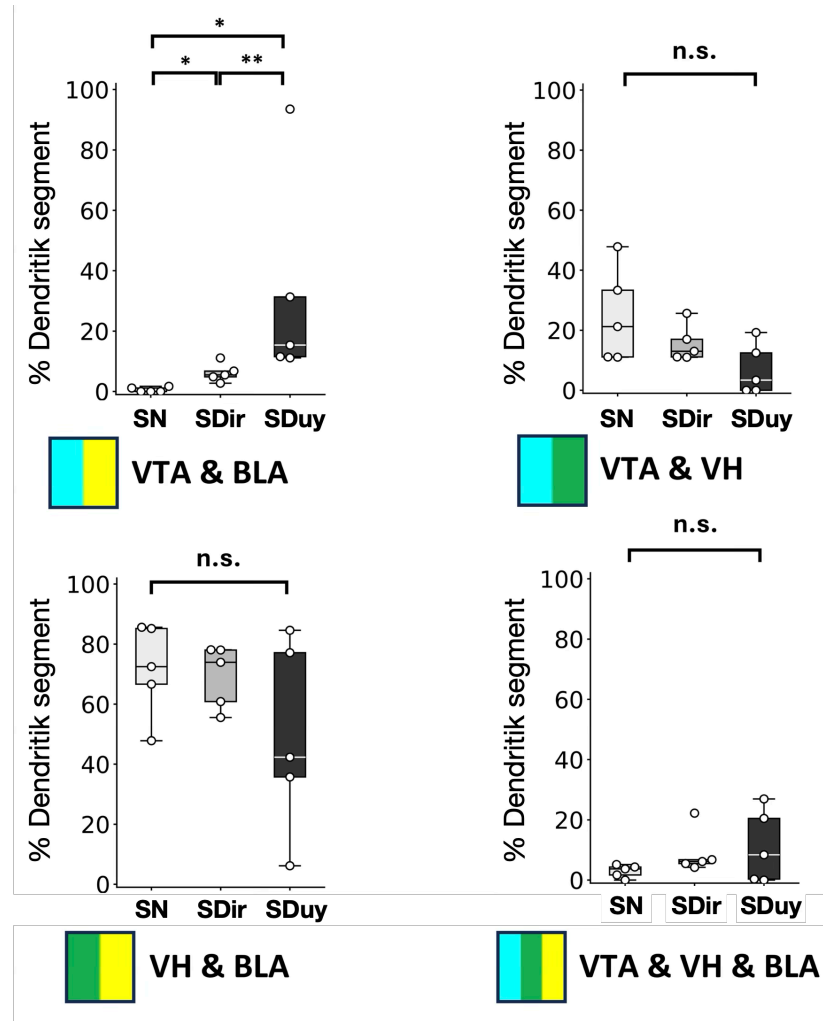 *
* **
% Dendritik segment
100
80
60
40
20
0
SN SDir SDuy
VTA & BLA
n.s.
% Dendritik segment
100
80
60
40
20
0
SN SDir SDuy
VTA & VH
n.s.
% Dendritik segment
100
80
60
40
20
0
SN SDir SDuy
VH & BLA
n.s.
% Dendritik segment
100
80
60
40
20
0
SN SDir SDuy
VTA & VH & BLA